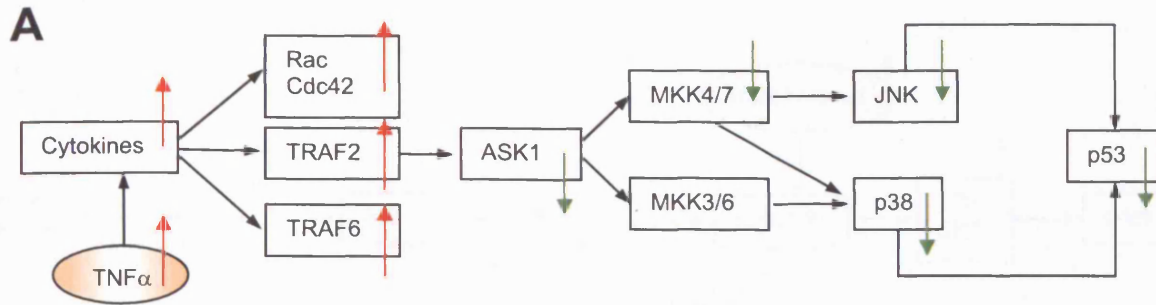 A
Rac
Cdc42
MKK4/7
JNK
Cytokines
TRAF2
ASK1
p53
MKK3/6
p38
TRAF6
TNFα